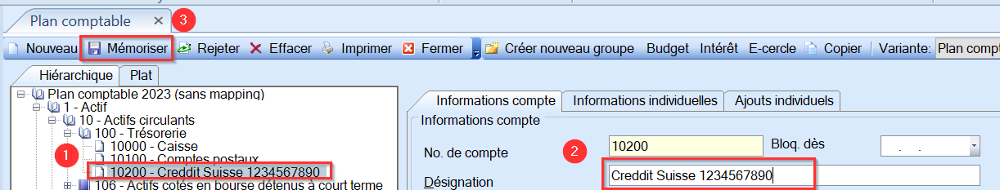 Plan comptable × 3
Nouveau Mémoriser Rejeter Effacer Imprimer Fermer Créer nouveau groupe Budget Intérêt E-cercle Copier Variante: Plan compt
Hiérarchique Plat
Plan comptable 2023 (sans mapping)
1 - Actif
10 - Actifs circulants
100 - Trésorerie
10000 - Caisse
10100 - Comptes postaux
1 10200 - Creddit Suisse 1234567890
106 - Actifs cotés en bourse détenus à court terme
Informations compte Informations individuelles Ajouts individuels
Informations compte
No. de compte 2 10200 Bloq. dès . .
Désignation Creddit Suisse 1234567890